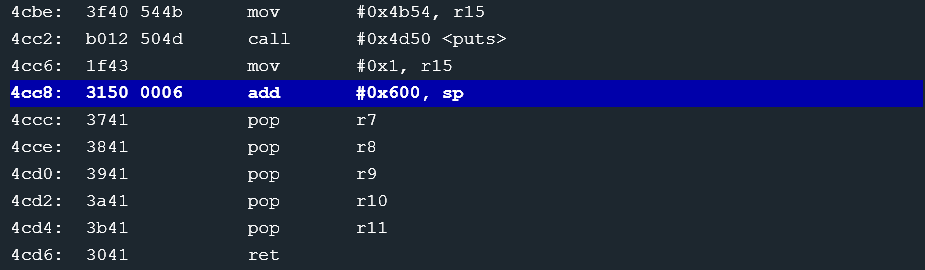 4cbe: 3f40 544b mov #0x4b54, r15
4cc2: b012 504d call #0x4d50 <puts>
4cc6: 1f43 mov #0x1, r15
4cc8: 3150 0006 add #0x600, sp
4ccc: 3741 pop r7
4cce: 3841 pop r8
4cd0: 3941 pop r9
4cd2: 3a41 pop r10
4cd4: 3b41 pop r11
4cd6: 3041 ret